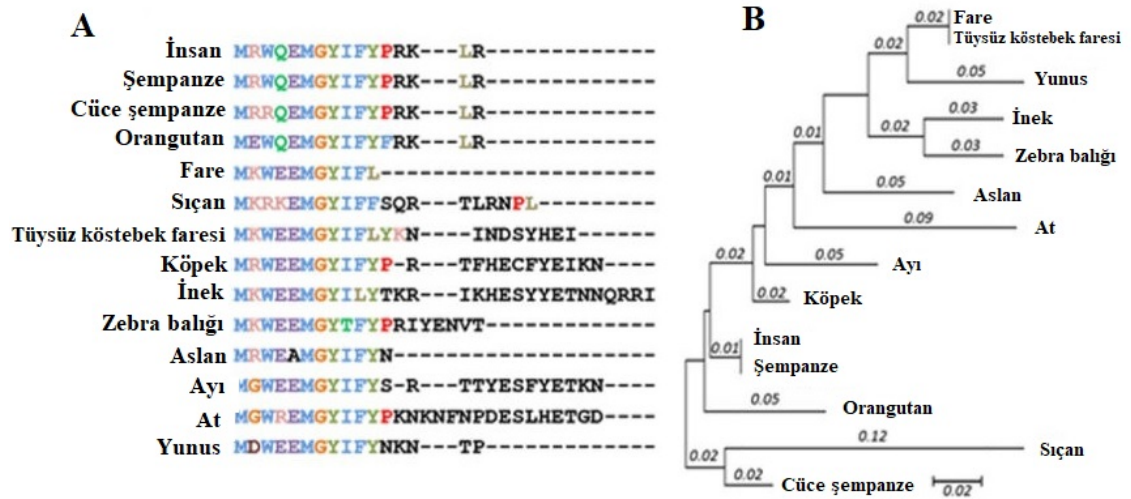 A
İnsan MRWQEMGYIFYPRK---LR----------
Şempanze MRWQEMGYIFYPRK---LR----------
Cüce şempanze MRRQEMGYIFYPRK---LR----------
Orangutan MEWQEMGYIFYFRK---LR----------
Fare MKWEEMGYIFL------------------
Sıçan MKRKEMGYIFFSQR---TLRNPL------
Tüysüz köstebek faresi MKWEEMGYIFLYKN---INDSYHEI----
Köpek MRWEEMGYIFYP-R---TFHECFYEIKN--
İnek MKWEEMGYILYTKR---IKHESYYETNNQRRI
Zebra balığı MKWEEMGYTFYPRIYENVT----------
Aslan MRWEAMGYIFYN-----------------
Ayı MGWEEMGYIFYS-R---TTYESFYETKN----
At MGWREMGYIFYPKNKNFNPDESLHETGD----
Yunus MDWEEMGYIFYNKN---TP----------
B
0.02 Fare
Tüysüz köstebek faresi
0.02
0.05 Yunus
0.03 İnek
0.02
0.03 Zebra balığı
0.01
0.05 Aslan
0.01
0.09 At
0.02
0.05 Ayı
0.02 Köpek
0.01 İnsan
Şempanze
0.05 Orangutan
0.12 Sıçan
0.02
0.02 Cüce şempanze
0.02